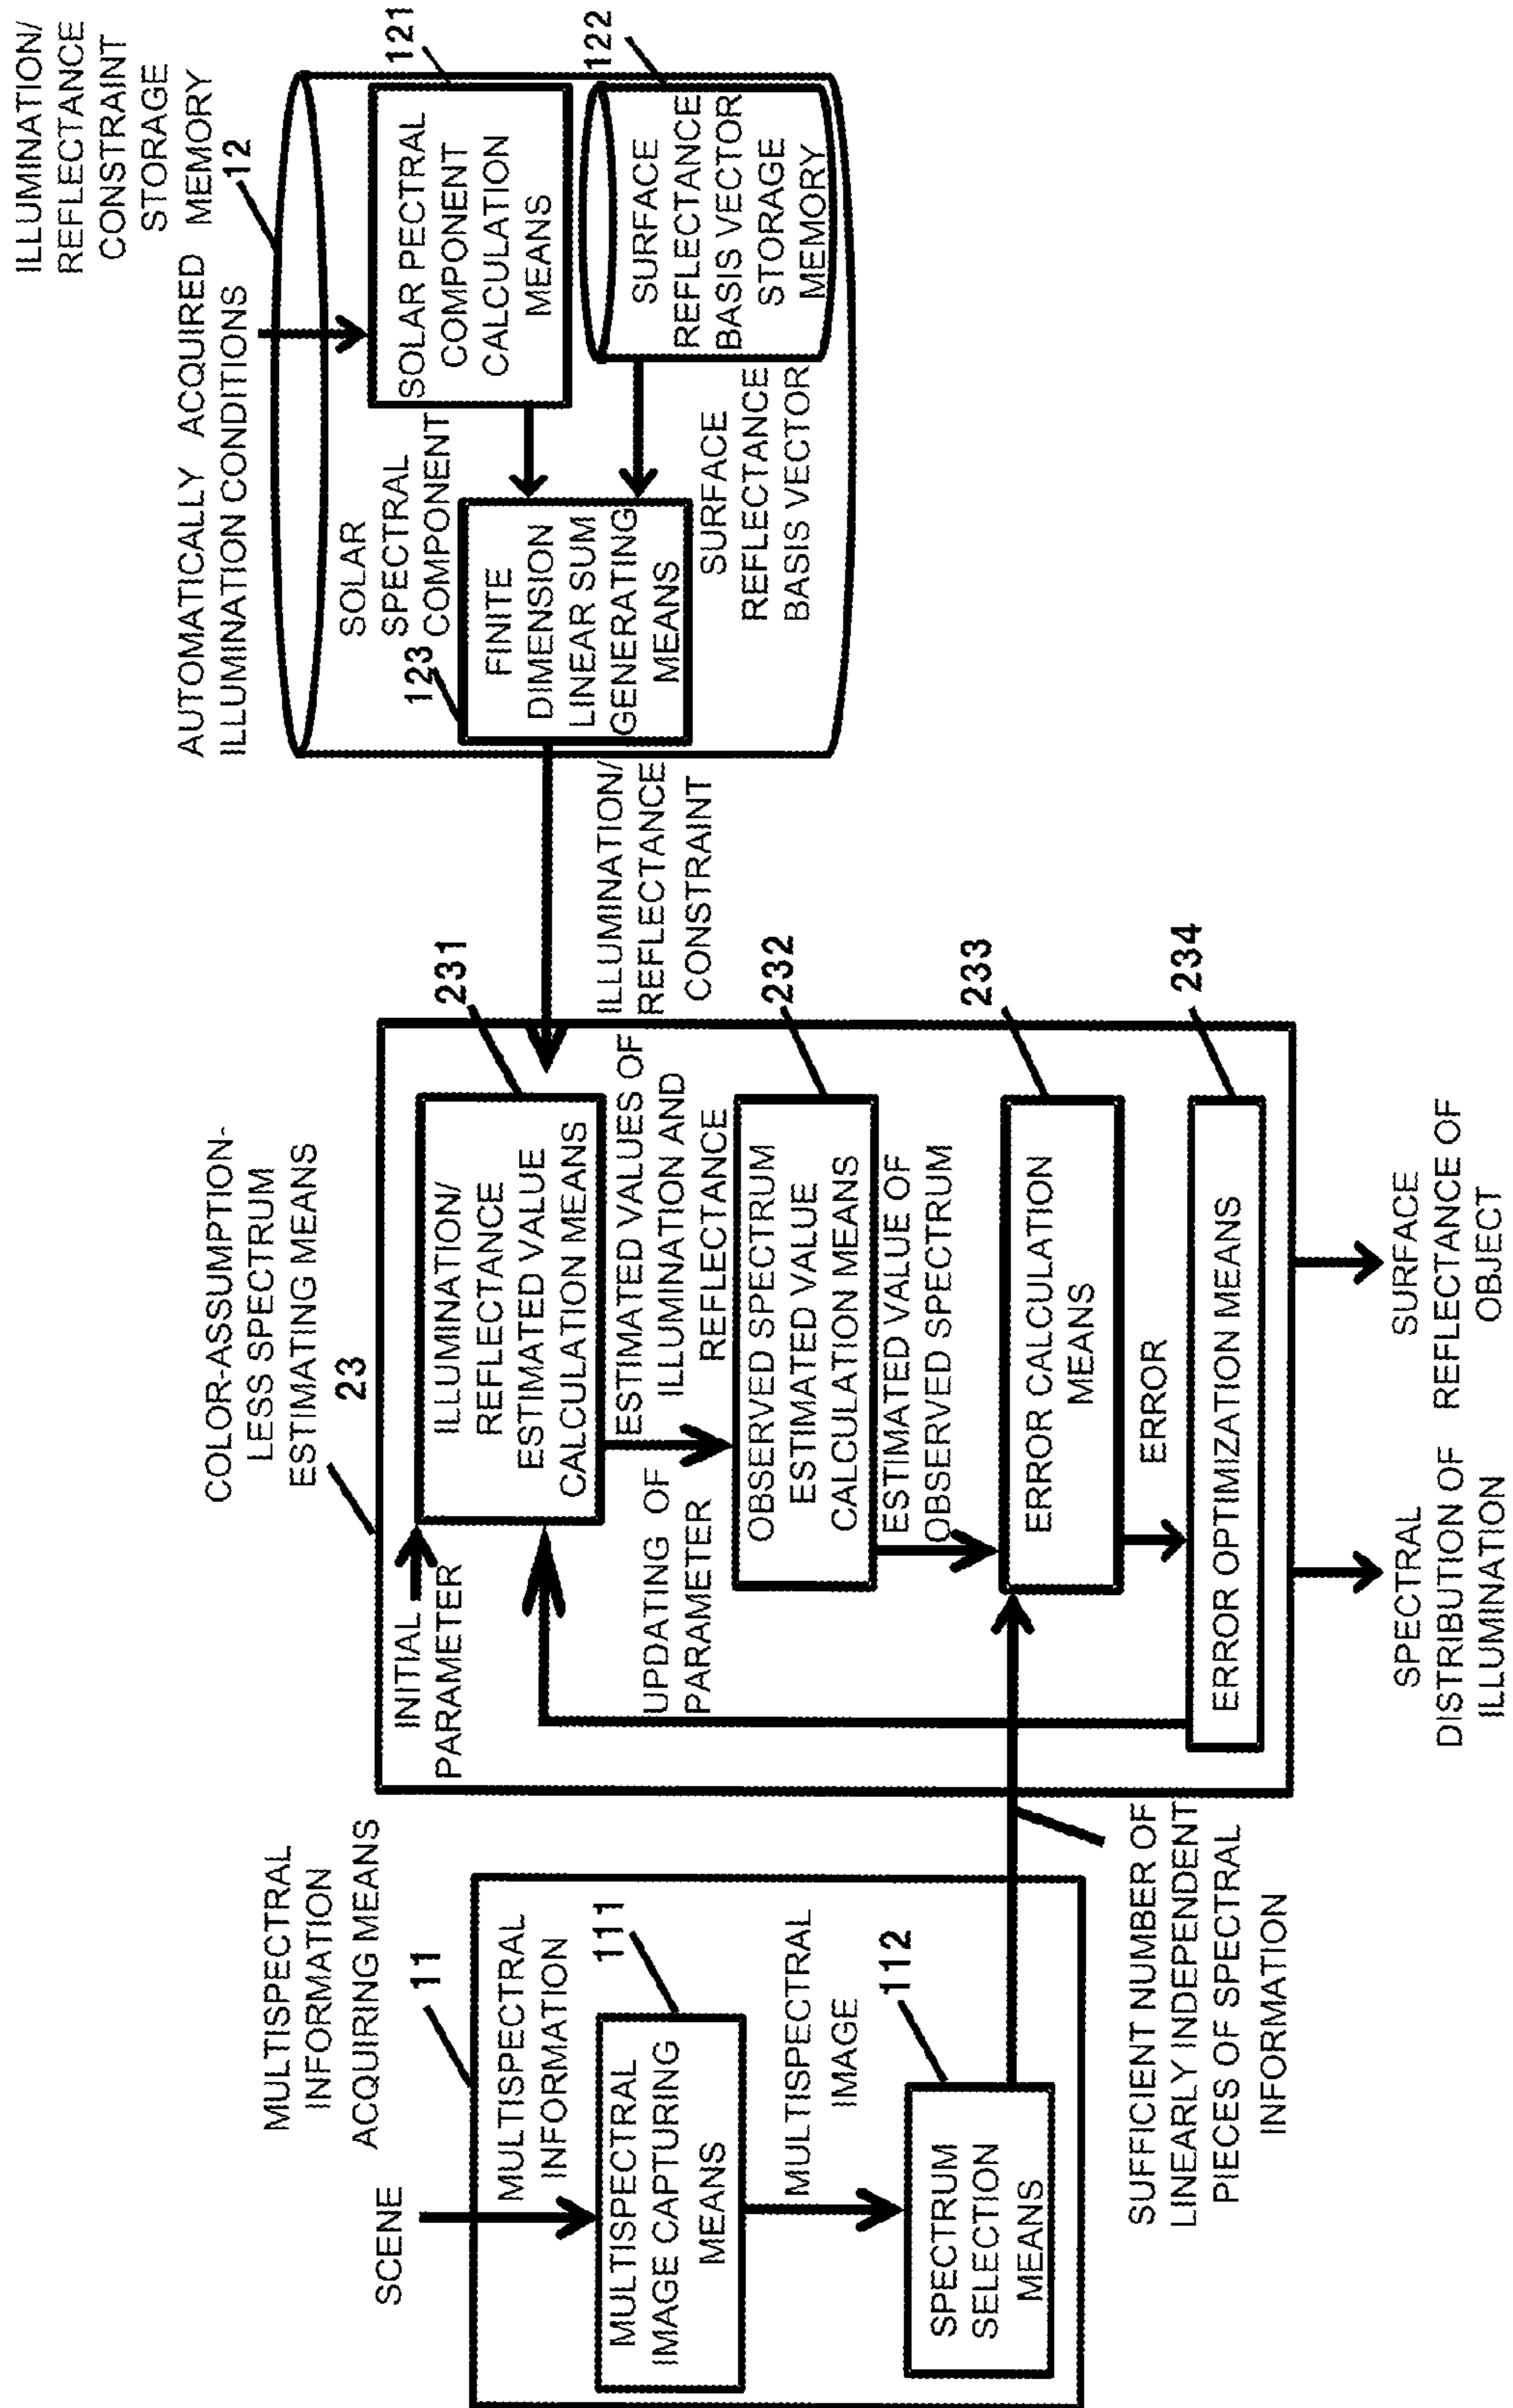 MULTISPECTRAL
INFORMATION
ACQUIRING MEANS
11
SCENE
MULTISPECTRAL
INFORMATION
111
MULTISPECTRAL
IMAGE CAPTURING
MEANS
MULTISPECTRAL
IMAGE
112
SPECTRUM
SELECTION
MEANS
SUFFICIENT NUMBER OF
LINEARLY INDEPENDENT
PIECES OF SPECTRAL
INFORMATION
COLOR-ASSUMPTION-
LESS SPECTRUM
ESTIMATING MEANS
23
INITIAL
PARAMETER
231
ILLUMINATION/
REFLECTANCE
ESTIMATED VALUE
CALCULATION MEANS
UPDATING OF
PARAMETER
ESTIMATED VALUES OF
ILLUMINATION AND
REFLECTANCE
232
OBSERVED SPECTRUM
ESTIMATED VALUE
CALCULATION MEANS
ESTIMATED VALUE OF
OBSERVED SPECTRUM
233
ERROR CALCULATION
MEANS
ERROR
234
ERROR OPTIMIZATION MEANS
SPECTRAL
DISTRIBUTION OF
ILLUMINATION
SURFACE
REFLECTANCE OF
OBJECT
ILLUMINATION/
REFLECTANCE
CONSTRAINT
ILLUMINATION/
REFLECTANCE
CONSTRAINT
STORAGE
MEMORY
12
AUTOMATICALLY ACQUIRED
ILLUMINATION CONDITIONS
121
SOLAR PECTRAL
COMPONENT
CALCULATION
MEANS
SOLAR
SPECTRAL
COMPONENT
123
FINITE
DIMENSION
LINEAR SUM
GENERATING
MEANS
122
SURFACE
REFLECTANCE
BASIS VECTOR
STORAGE
MEMORY
SURFACE
REFLECTANCE
BASIS VECTOR